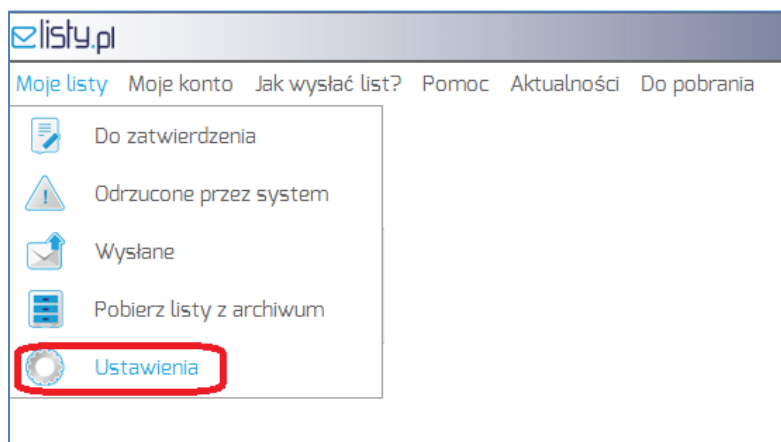 listy.pl
Moje listy Moje konto Jak wysłać list? Pomoc Aktualności Do pobrania
Do zatwierdzenia
Odrzucone przez system
Wysłane
Pobierz listy z archiwum
Ustawienia